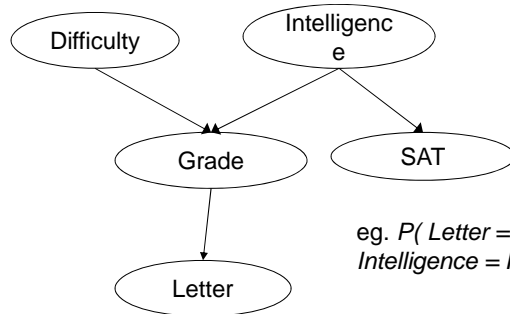 Difficulty
Intelligenc
e
Grade
SAT
eg. P( Letter =
Intelligence =
Letter